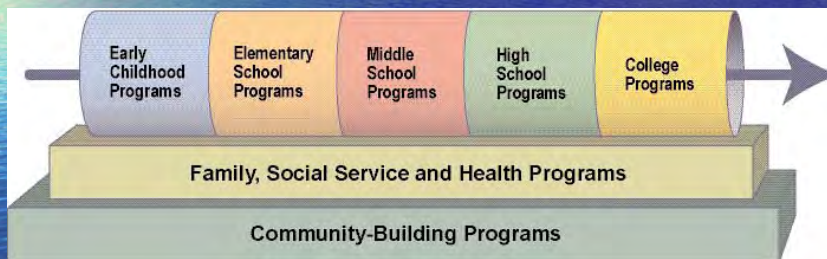 Early
Childhood
Programs
Elementary
School
Programs
Middle
School
Programs
High
School
Programs
College
Programs
Family, Social Service and Health Programs
Community-Building Programs